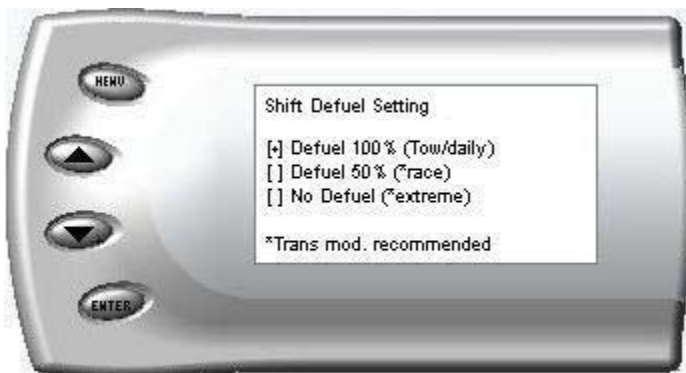 MENU
Shift Defuel Setting
[+] Defuel 100% (Tow/daily)
[ ] Defuel 50% (*race)
[ ] No Defuel (*extreme)
*Trans mod. recommended
ENTER